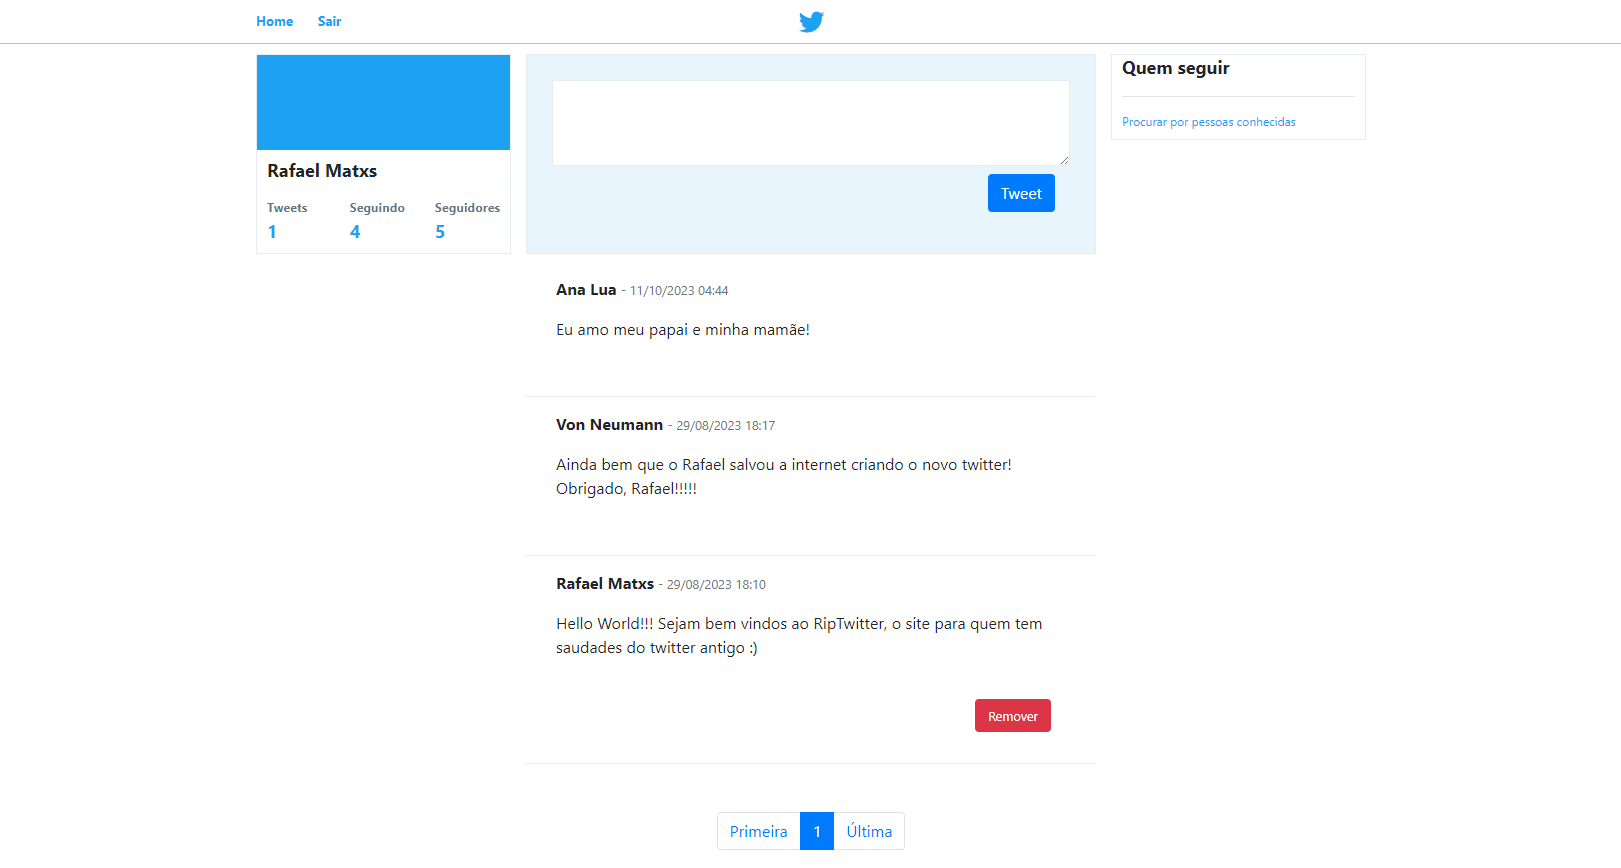 Home Sair
Rafael Matxs
Tweets Seguindo Seguidores
1 4 5
Tweet
Quem seguir
Procurar por pessoas conhecidas
Ana Lua - 11/10/2023 04:44
Eu amo meu papai e minha mamãe!
Von Neumann - 29/08/2023 18:17
Ainda bem que o Rafael salvou a internet criando o novo twitter!
Obrigado, Rafael!!!!!
Rafael Matxs - 29/08/2023 18:10
Hello World!!! Sejam bem vindos ao RipTwitter, o site para quem tem
saudades do twitter antigo :)
Remover
Primeira 1 Última